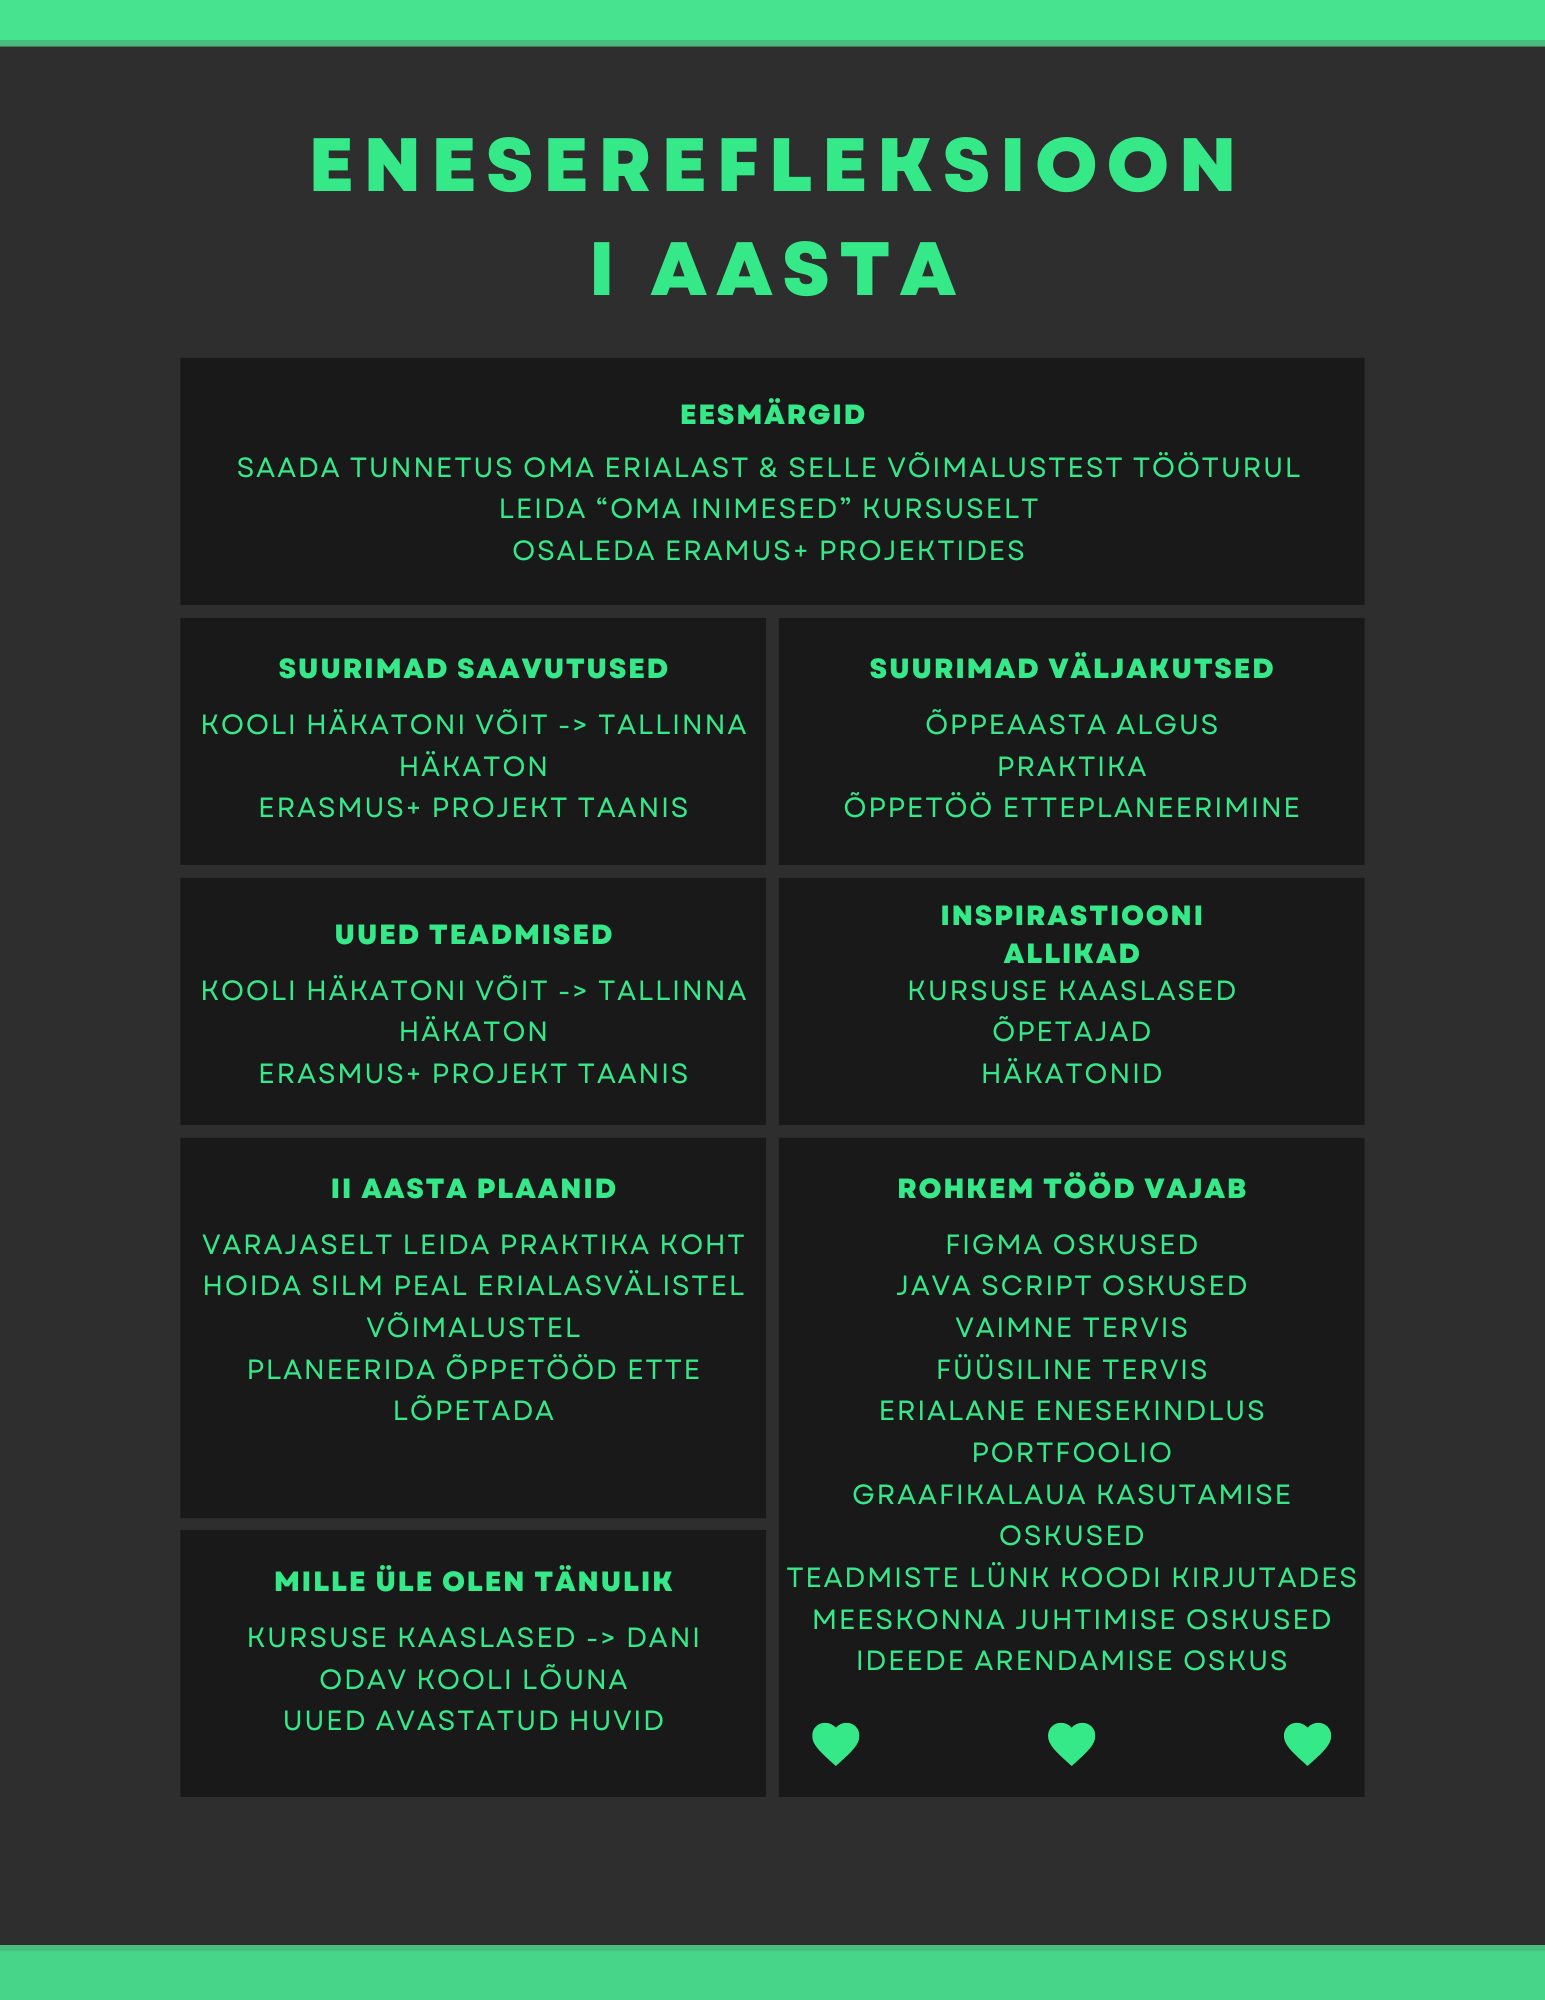 ENESEREFLEKSIOON
I AASTA
EESMÄRGID
SAADA TUNNETUS OMA ERIALAST & SELLE VÕIMALUSTEST TÖÖTURUL
LEIDA “OMA INIMESED” KURSUSELT
OSALEDA ERAMUS+ PROJEKTIDES
SUURIMAD SAAVUTUSED
KOOLI HÄKATONI VÕIT -> TALLINNA
HÄKATON
ERASMUS+ PROJEKT TAANIS
SUURIMAD VÄLJAKUTSED
ÕPPEAASTA ALGUS
PRAKTIKA
ÕPPETÖÖ ETTEPLANEERIMINE
UUED TEADMISED
KOOLI HÄKATONI VÕIT -> TALLINNA
HÄKATON
ERASMUS+ PROJEKT TAANIS
INSPIRASTIOONI
ALLIKAD
KURSUSE KAASLASED
ÕPETAJAD
HÄKATONID
II AASTA PLAANID
VARAJASELT LEIDA PRAKTIKA KOHT
HOIDA SILM PEAL ERIALASVÄLISTEL
VÕIMALUSTEL
PLANEERIDA ÕPPETÖÖD ETTE
LÕPETADA
ROHKEM TÖÖD VAJAB
FIGMA OSKUSED
JAVA SCRIPT OSKUSED
VAIMNE TERVIS
FÜÜSILINE TERVIS
ERIALANE ENESEKINDLUS
PORTFOOLIO
GRAAFIKALAUA KASUTAMISE
OSKUSED
TEADMISTE LÜNK KOODI KIRJUTADES
MEESKONNA JUHTIMISE OSKUSED
IDEEDE ARENDAMISE OSKUS
MILLE ÜLE OLEN TÄNULIK
KURSUSE KAASLASED -> DANI
ODAV KOOLI LÕUNA
UUED AVASTATUD HUVID